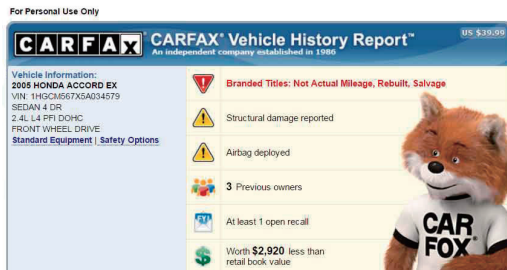 For Personal Use Only
CARFAX CARFAX® Vehicle History Report™
An independent company established in 1986
US $39.99
Vehicle Information:
2005 HONDA ACCORD EX
VIN: 1HGCM567X5A034579
SEDAN 4 DR
2.4L L4 PFI DOHC
FRONT WHEEL DRIVE
Standard Equipment | Safety Options
Branded Titles: Not Actual Mileage, Rebuilt, Salvage
Structural damage reported
Airbag deployed
3 Previous owners
FYI
At least 1 open recall
Worth $2,920 less than
retail book value
CAR
FOX